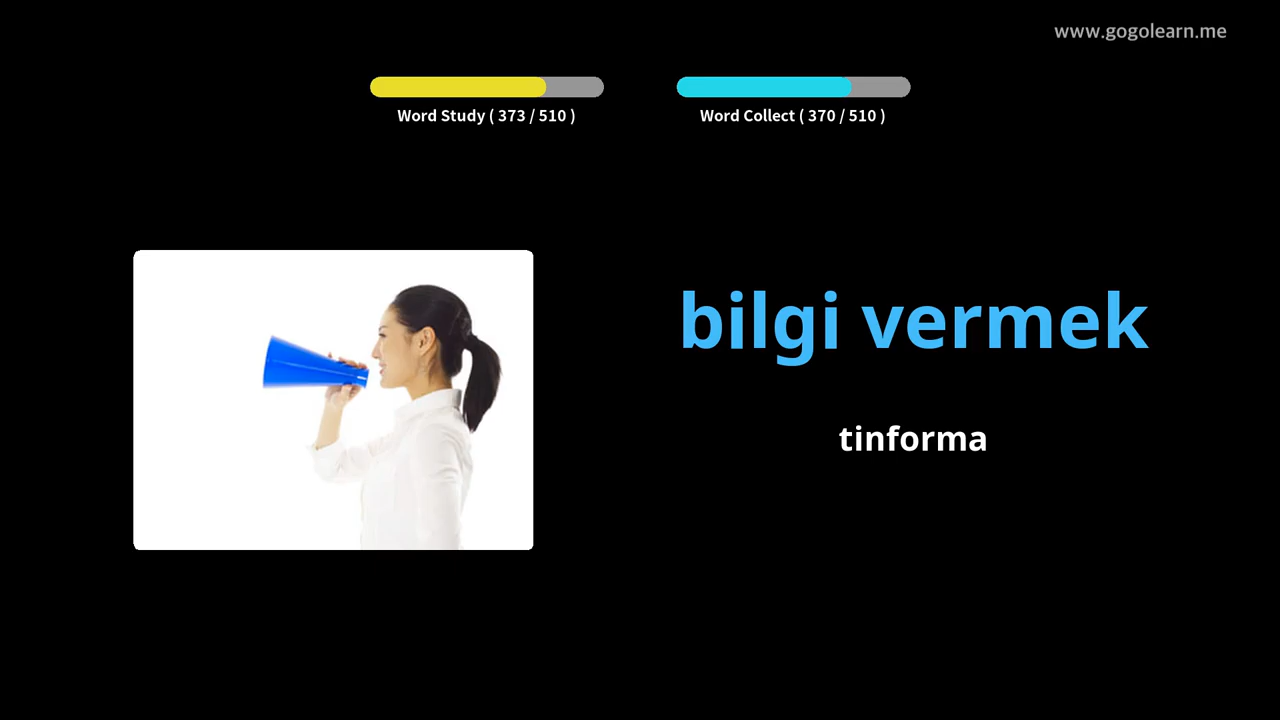 www.gogolearn.me
Word Study ( 373 / 510 )
Word Collect ( 370 / 510 )
bilgi vermek
tinforma